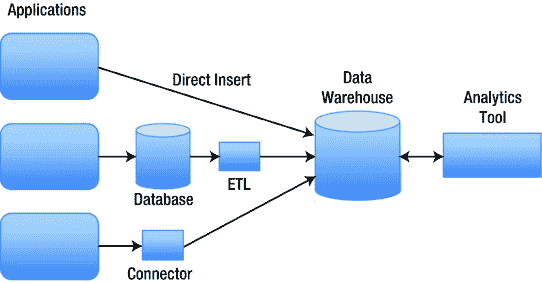 Applications
Direct Insert
Data
Warehouse
Analytics
Tool
Database
ETL
Connector